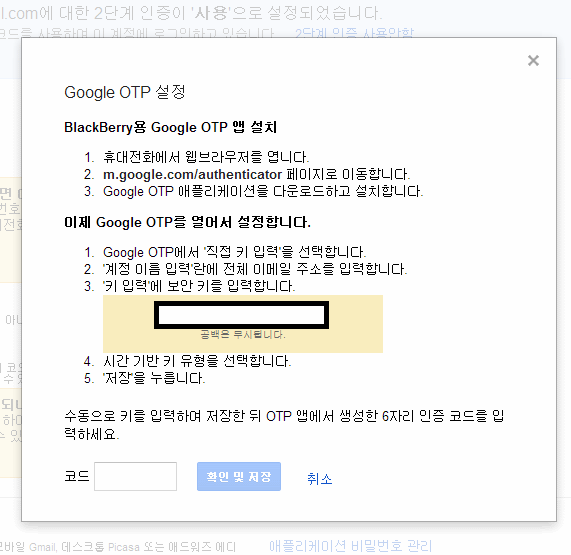 l.com에 대한 2단계 인증이 '사용'으로 설정되었습니다.
코드를 사용하여 이 계정에 로그인하고 있습니다. 2단계 인증 사용안함
×
Google OTP 설정
BlackBerry용 Google OTP 앱 설치
1. 휴대전화에서 웹브라우저를 엽니다.
2. m.google.com/authenticator 페이지로 이동합니다.
3. Google OTP 애플리케이션을 다운로드하고 설치합니다.
이제 Google OTP을 열어서 설정합니다.
1. Google OTP에서 '직접 키 입력'을 선택합니다.
2. '계정 이름 입력'란에 전체 이메일 주소를 입력합니다.
3. '키 입력'에 보안 키를 입력합니다.
공백은 무시됩니다.
4. 시간 기반 키 유형을 선택합니다.
5. '저장'을 누릅니다.
수동으로 키를 입력하여 저장한 뒤 OTP 앱에서 생성한 6자리 인증 코드를 입
력하세요.
코드 확인 및 저장 취소
모바일 Gmail, 데스크톱 Picasa 또는 애드워즈 에디 애플리케이션 비밀번호 관리